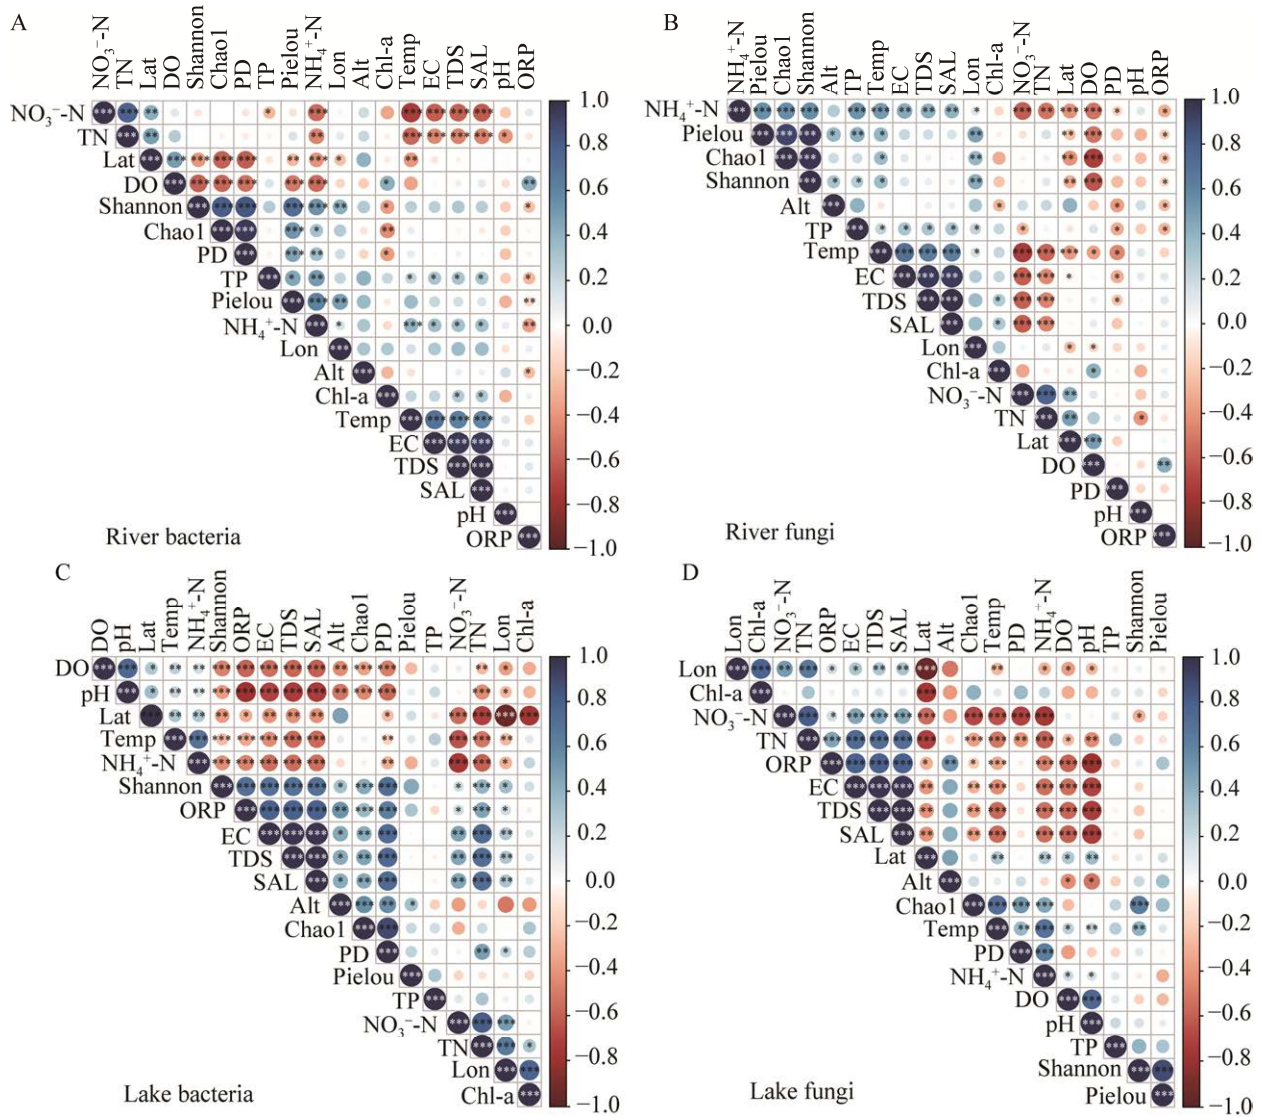 A
NO₃⁻-N TN Lat DO Shannon Chao1 PD TP Pielou NH₄⁺-N Lon Alt Chl-a Temp EC TDS SAL pH ORP
NO₃⁻-N
TN
Lat
DO
Shannon
Chao1
PD
TP
Pielou
NH₄⁺-N
Lon
Alt
Chl-a
Temp
EC
TDS
SAL
pH
ORP
1.0
0.8
0.6
0.4
0.2
0.0
−0.2
−0.4
−0.6
−0.8
−1.0
River bacteria
B
NH₄⁺-N Pielou Chao1 Shannon Alt TP Temp EC TDS SAL Lon Chl-a NO₃⁻-N TN Lat DO PD pH ORP
NH₄⁺-N
Pielou
Chao1
Shannon
Alt
TP
Temp
EC
TDS
SAL
Lon
Chl-a
NO₃⁻-N
TN
Lat
DO
PD
pH
ORP
1.0
0.8
0.6
0.4
0.2
0.0
−0.2
−0.4
−0.6
−0.8
−1.0
River fungi
C
DO pH Lat Temp NH₄⁺-N Shannon ORP EC TDS SAL Alt Chao1 PD Pielou TP NO₃⁻-N TN Lon Chl-a
DO
pH
Lat
Temp
NH₄⁺-N
Shannon
ORP
EC
TDS
SAL
Alt
Chao1
PD
Pielou
TP
NO₃⁻-N
TN
Lon
Chl-a
1.0
0.8
0.6
0.4
0.2
0.0
−0.2
−0.4
−0.6
−0.8
−1.0
Lake bacteria
D
Lon Chl-a NO₃⁻-N TN ORP EC TDS SAL Lat Alt Chao1 Temp PD NH₄⁺-N DO pH TP Shannon Pielou
Lon
Chl-a
NO₃⁻-N
TN
ORP
EC
TDS
SAL
Lat
Alt
Chao1
Temp
PD
NH₄⁺-N
DO
pH
TP
Shannon
Pielou
1.0
0.8
0.6
0.4
0.2
0.0
−0.2
−0.4
−0.6
−0.8
−1.0
Lake fungi